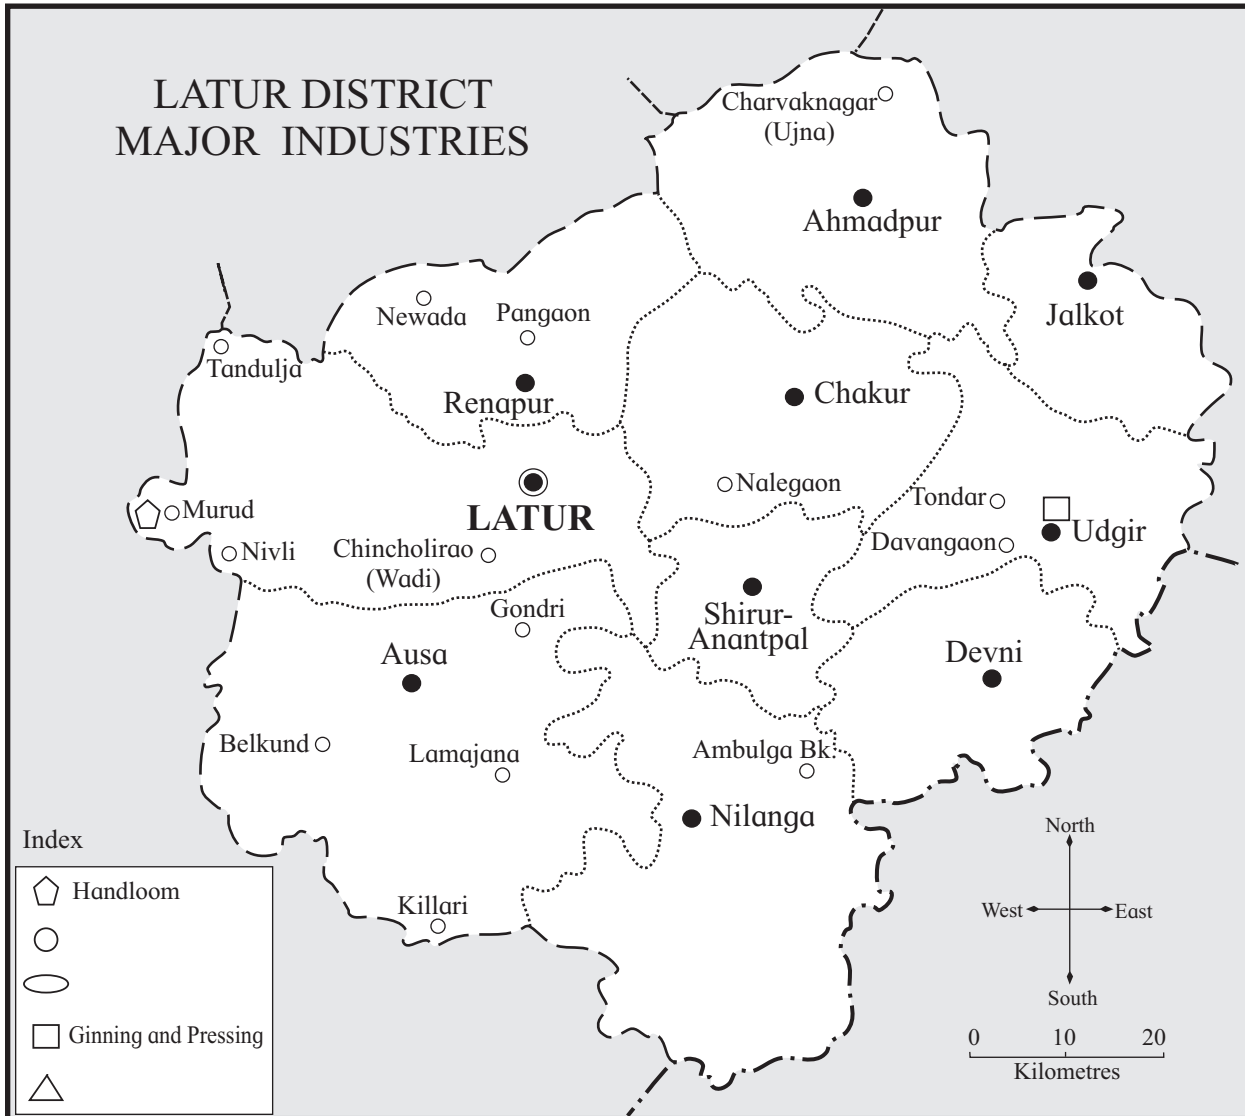 LATUR DISTRICT
MAJOR INDUSTRIES
Charvaknagar
(Ujna)
Ahmadpur
Jalkot
Newada
Pangaon
Tandulja
Renapur
Chakur
Murud
LATUR
Nalegaon
Tondar
Udgir
Nivli
Chincholirao
(Wadi)
Davangaon
Gondri
Shirur-
Anantpal
Ausa
Devni
Belkund
Lamajana
Ambulga Bk.
Nilanga
Killari
Index
Handloom
Ginning and Pressing
North
West
East
South
0 10 20
Kilometres